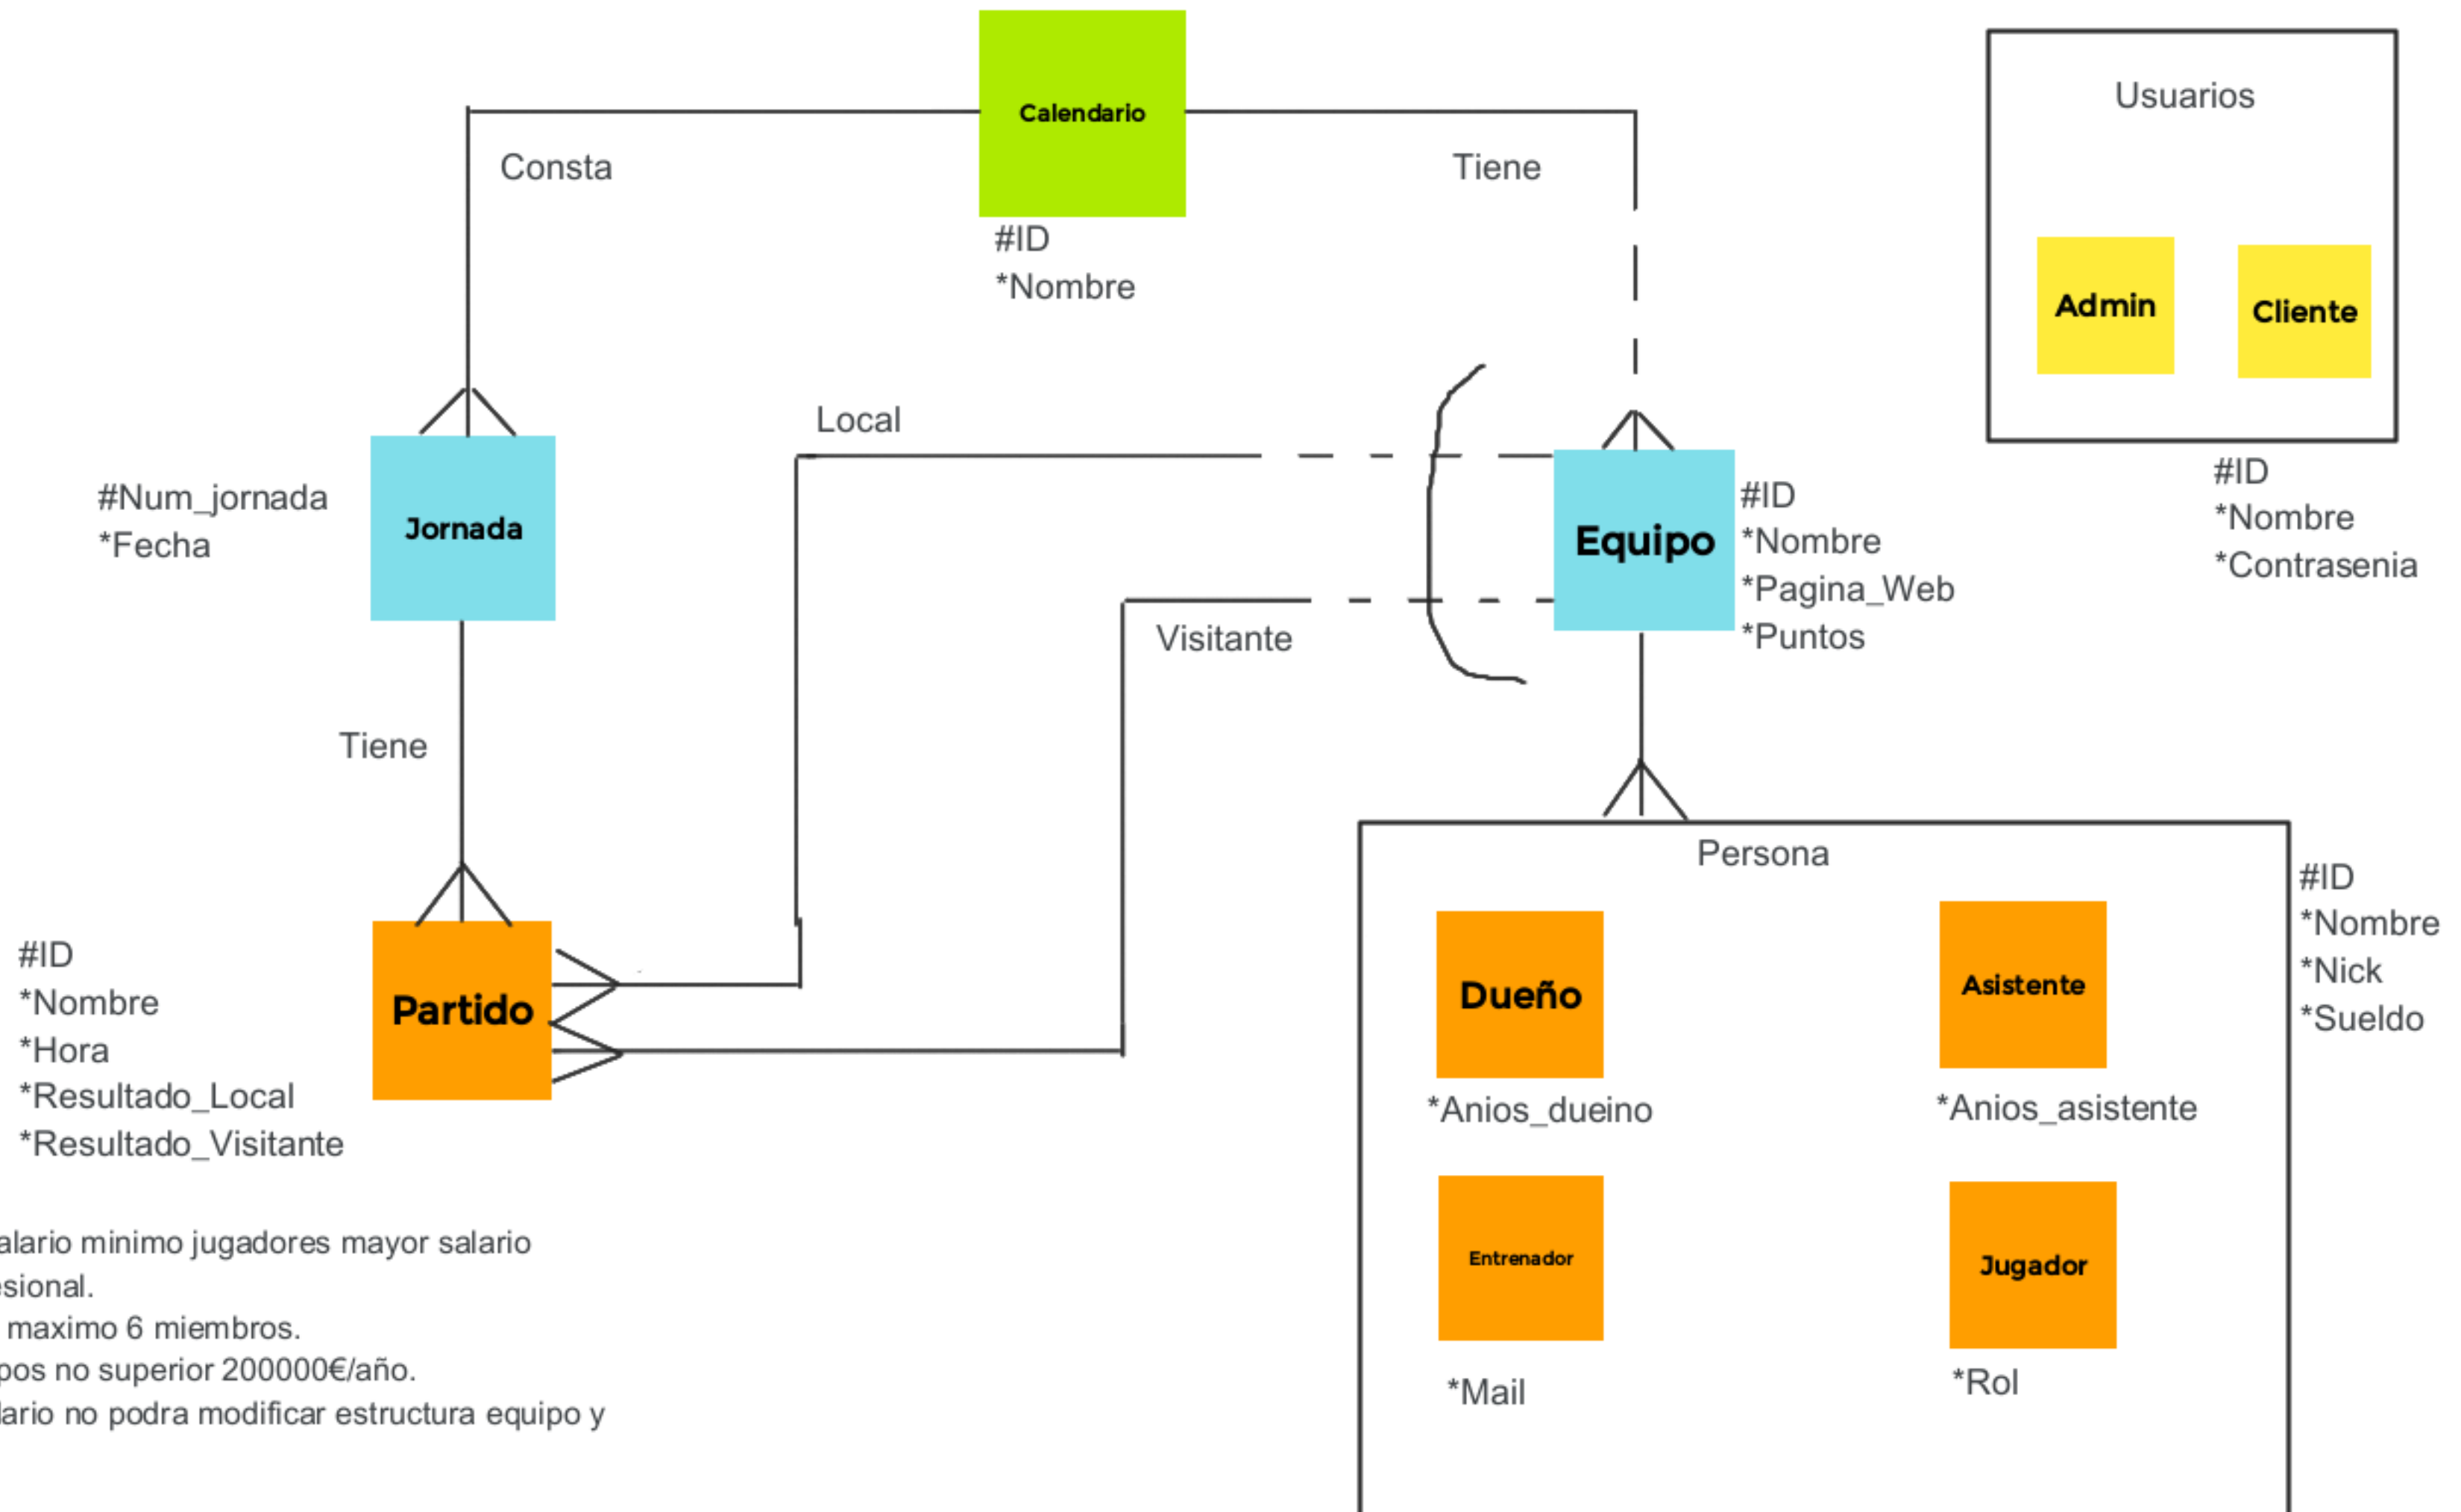 Calendario
#ID
*Nombre
Consta
Tiene
Usuarios
Admin
Cliente
#ID
*Nombre
*Contrasenia
Local
Visitante
#Num_jornada
*Fecha
Jornada
Equipo
#ID
*Nombre
*Pagina_Web
*Puntos
Tiene
#ID
*Nombre
*Hora
*Resultado_Local
*Resultado_Visitante
Partido
Persona
#ID
*Nombre
*Nick
*Sueldo
Dueño
*Anios_dueino
Asistente
*Anios_asistente
Entrenador
*Mail
Jugador
*Rol
alario minimo jugadores mayor salario
esional.
maximo 6 miembros.
pos no superior 200000€/año.
lario no podra modificar estructura equipo y